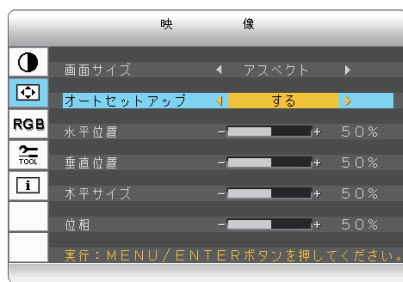 映 像
画面サイズ ◀ アスペクト ▶
オートセットアップ ◀ する ▶
RGB
水平位置 − + 50%
TOOL
垂直位置 − + 50%
i
水平サイズ − + 50%
位相 − + 50%
実行：MENU/ENTERボタンを押してください。